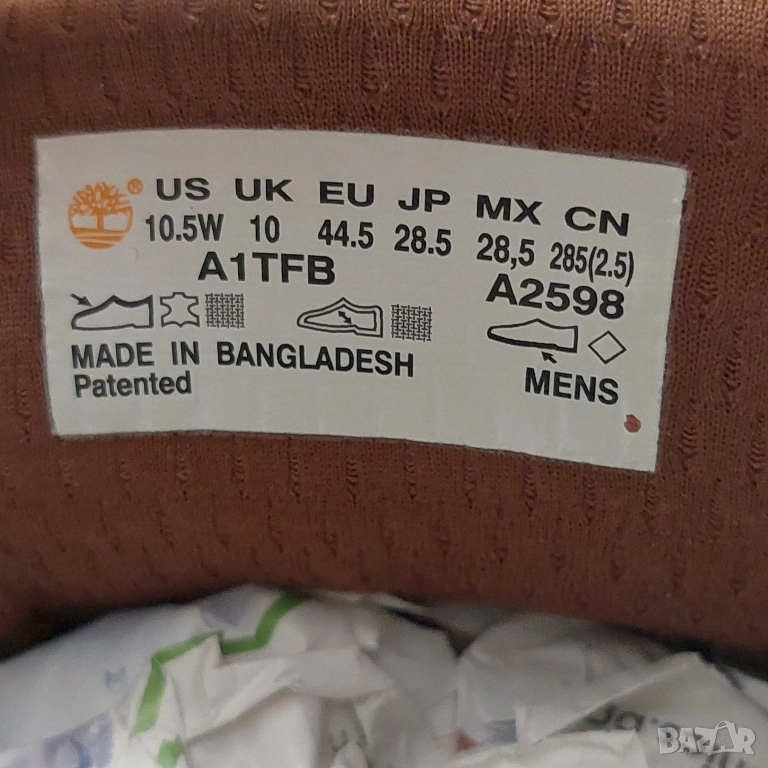 ® US UK EU JP MX CN
10.5W 10 44.5 28.5 28,5 285(2.5)
A1TFB A2598
MADE IN BANGLADESH
Patented MENS
BAZAR